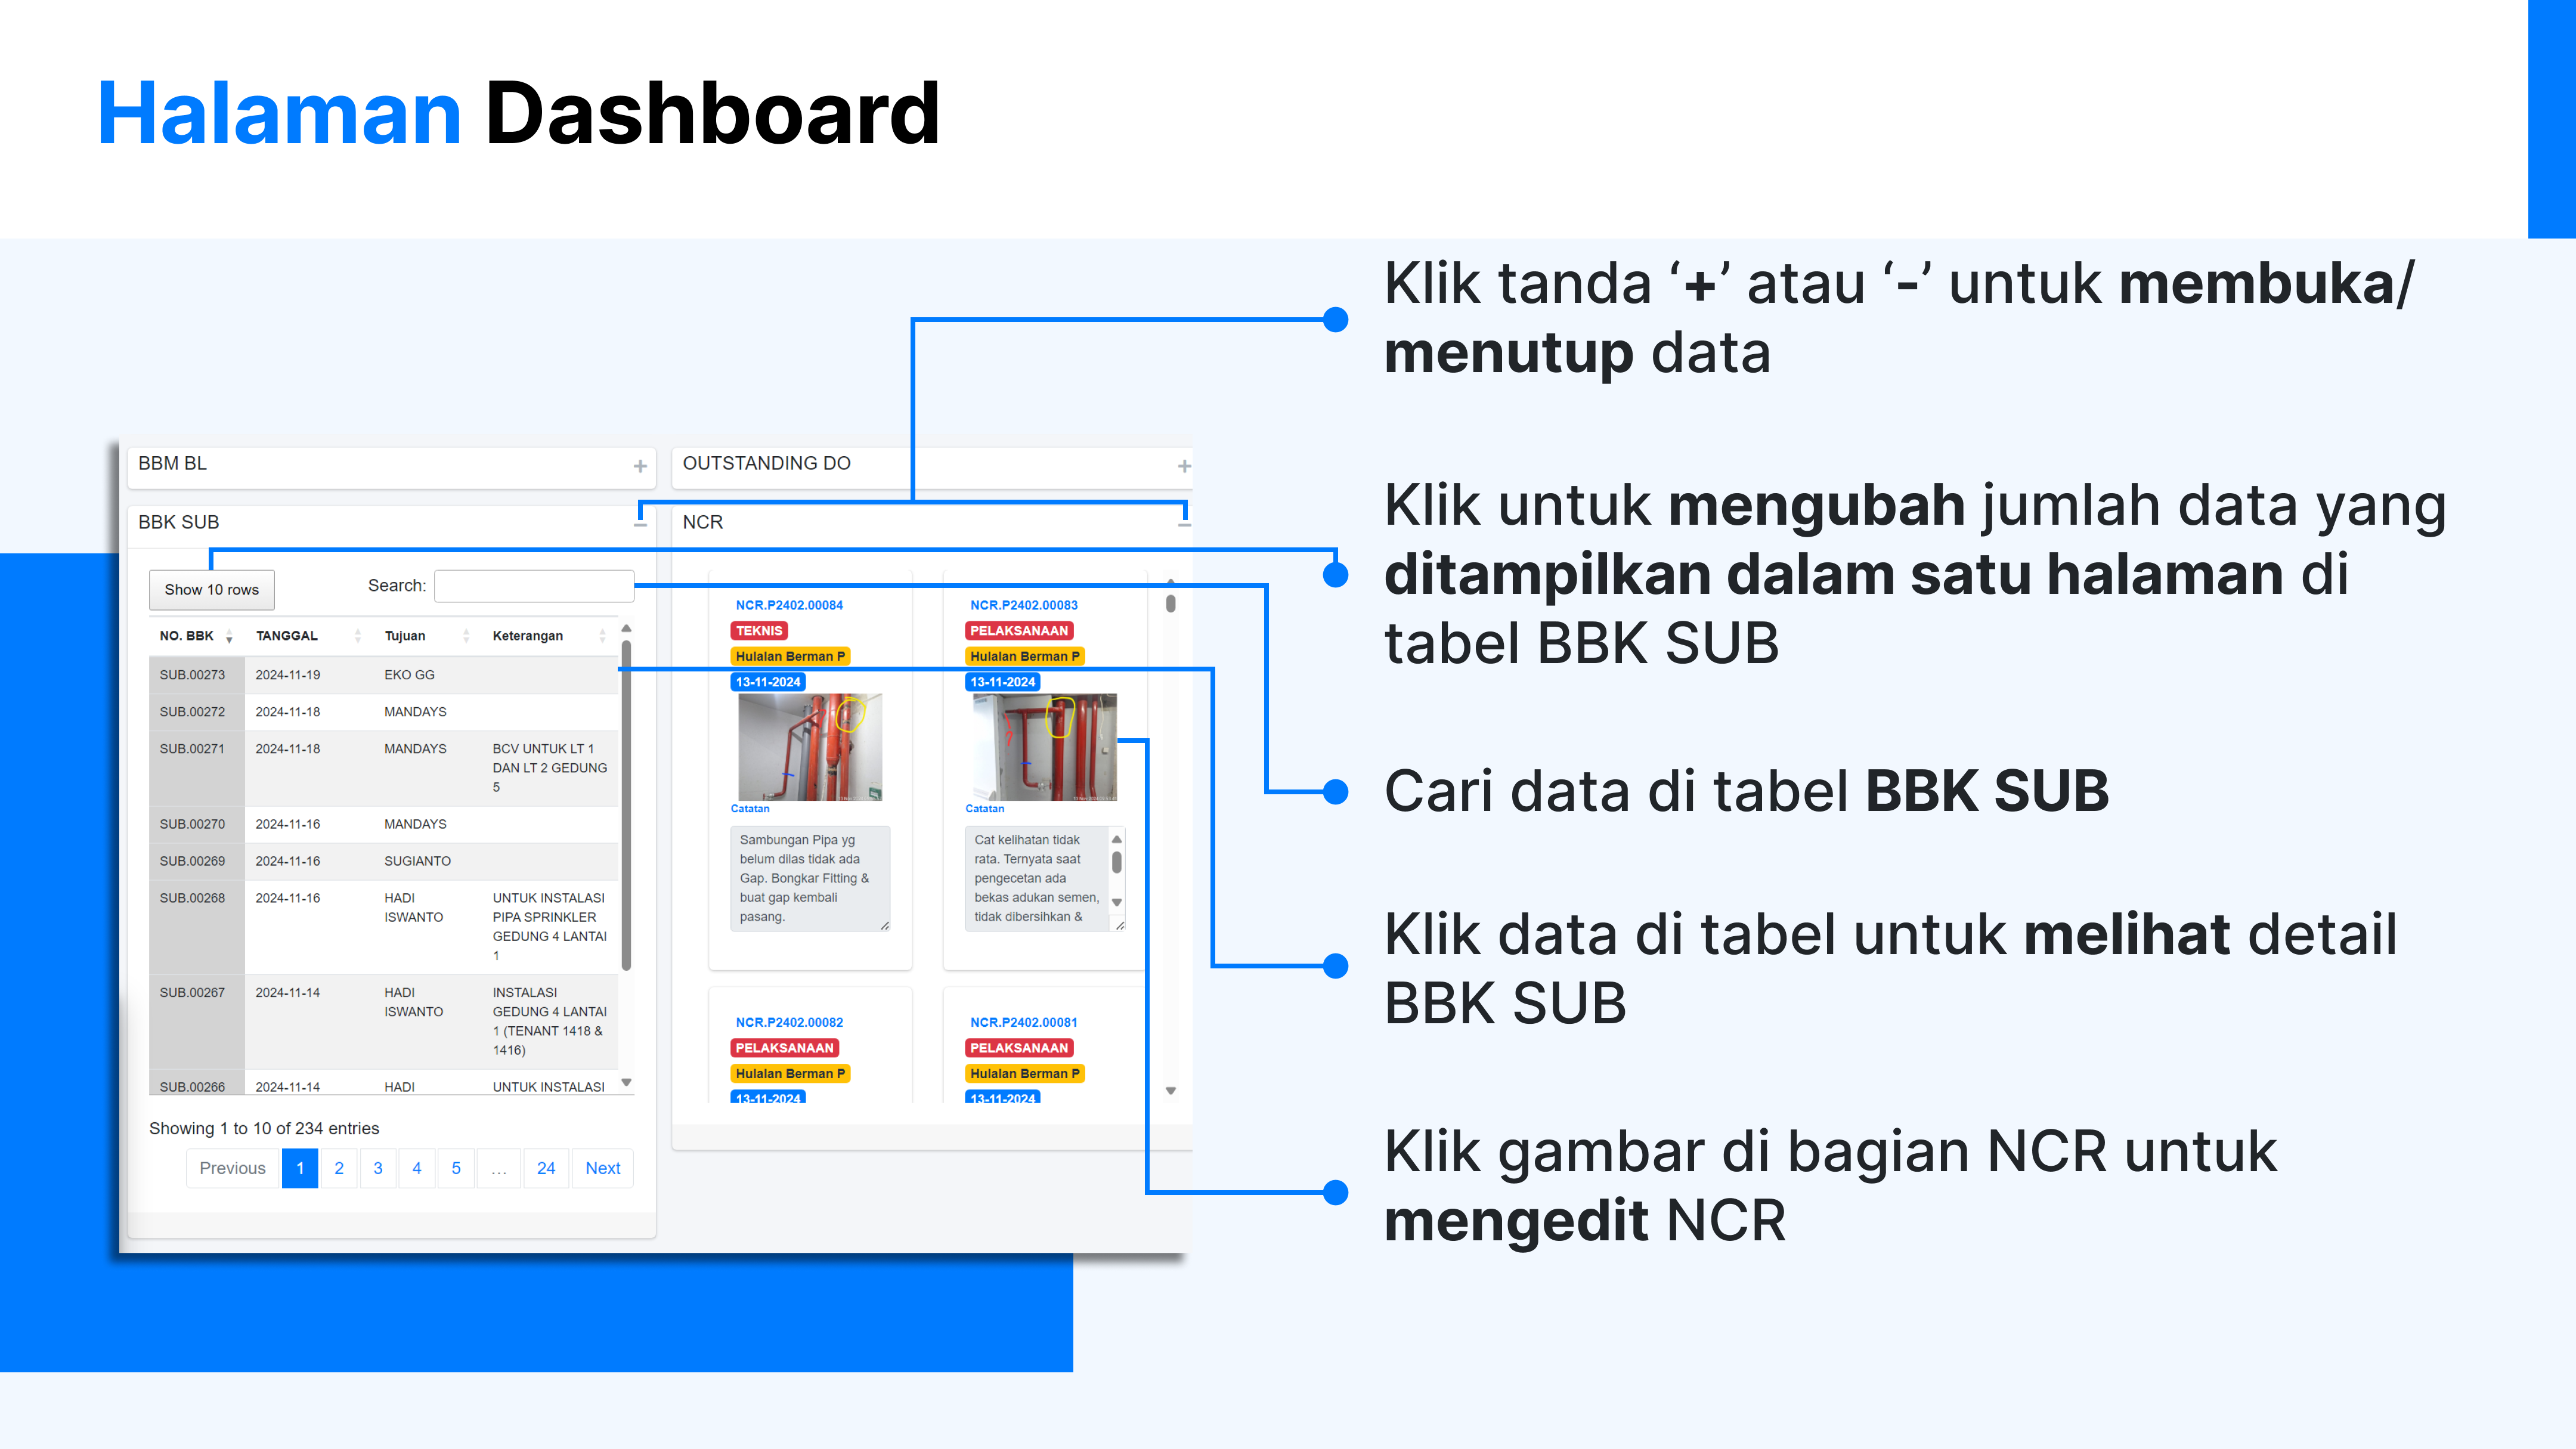 Halaman Dashboard
Klik tanda ‘+’ atau ‘-’ untuk membuka/
menutup data
Klik untuk mengubah jumlah data yang
ditampilkan dalam satu halaman di
tabel BBK SUB
Cari data di tabel BBK SUB
Klik data di tabel untuk melihat detail
BBK SUB
Klik gambar di bagian NCR untuk
mengedit NCR
BBM BL +
OUTSTANDING DO +
BBK SUB −
Show 10 rows Search:
NO. BBK TANGGAL Tujuan Keterangan
SUB.00273 2024-11-19 EKO GG
SUB.00272 2024-11-18 MANDAYS
SUB.00271 2024-11-18 MANDAYS BCV UNTUK LT 1
DAN LT 2 GEDUNG
5
SUB.00270 2024-11-16 MANDAYS
SUB.00269 2024-11-16 SUGIANTO
SUB.00268 2024-11-16 HADI UNTUK INSTALASI
ISWANTO PIPA SPRINKLER
GEDUNG 4 LANTAI
1
SUB.00267 2024-11-14 HADI INSTALASI
ISWANTO GEDUNG 4 LANTAI
1 (TENANT 1418 &
1416)
SUB.00266 2024-11-14 HADI UNTUK INSTALASI
Showing 1 to 10 of 234 entries
Previous 1 2 3 4 5 … 24 Next
NCR −
NCR.P2402.00084
TEKNIS
Hulalan Berman P
13-11-2024
Catatan
Sambungan Pipa yg
belum dilas tidak ada
Gap. Bongkar Fitting &
buat gap kembali
pasang.
NCR.P2402.00083
PELAKSANAAN
Hulalan Berman P
13-11-2024
Catatan
Cat kelihatan tidak
rata. Ternyata saat
pengecetan ada
bekas adukan semen,
tidak dibersihkan &
NCR.P2402.00082
PELAKSANAAN
Hulalan Berman P
13-11-2024
NCR.P2402.00081
PELAKSANAAN
Hulalan Berman P
13-11-2024